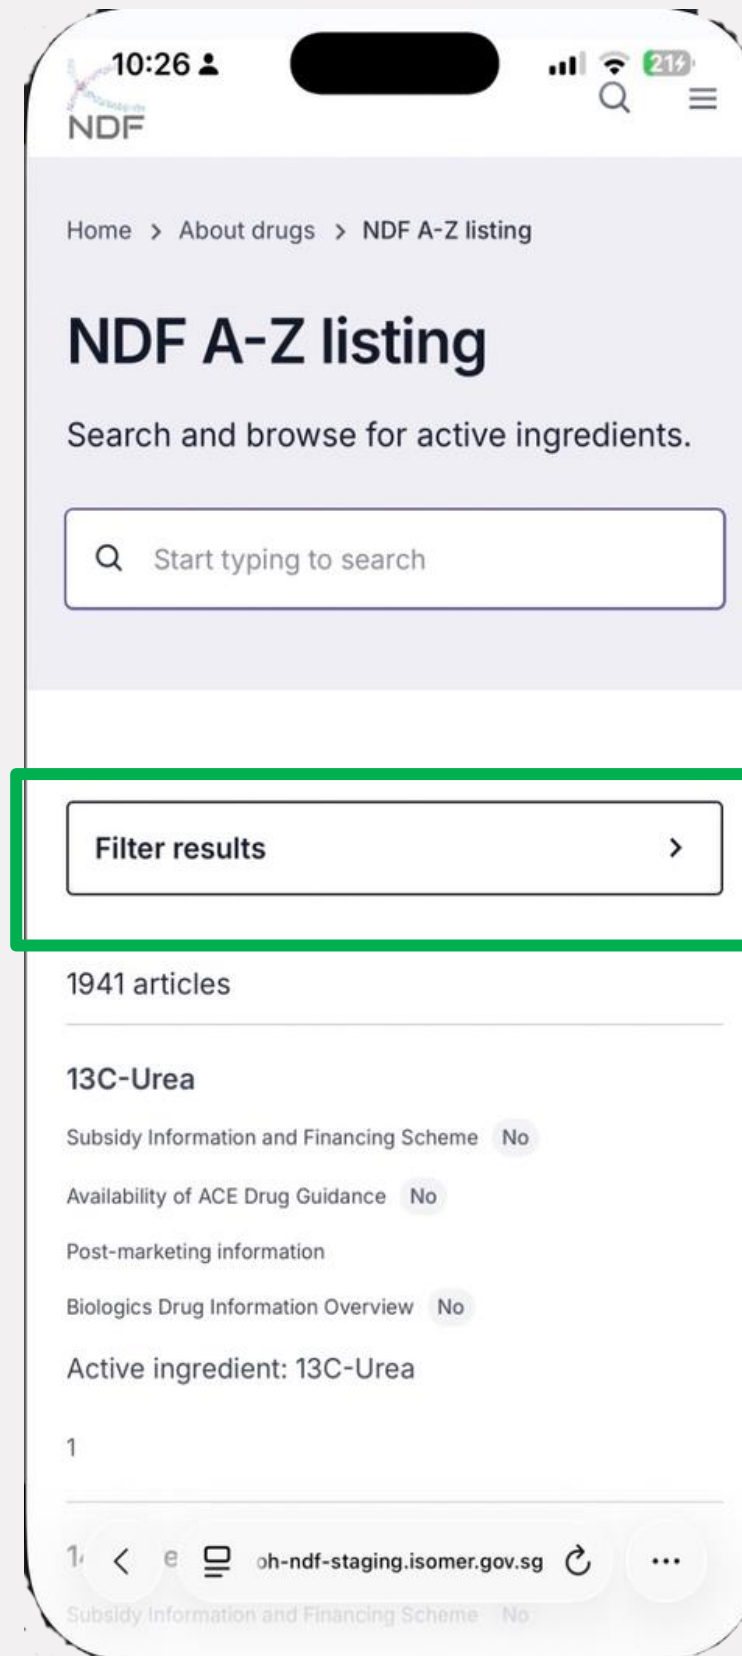 10:26
21
NDF
Home > About drugs > NDF A-Z listing
NDF A-Z listing
Search and browse for active ingredients.
Start typing to search
Filter results
1941 articles
13C-Urea
Subsidy Information and Financing Scheme No
Availability of ACE Drug Guidance No
Post-marketing information
Biologics Drug Information Overview No
Active ingredient: 13C-Urea
1
oh-ndf-staging.isomer.gov.sg
Subsidy Information and Financing Scheme No